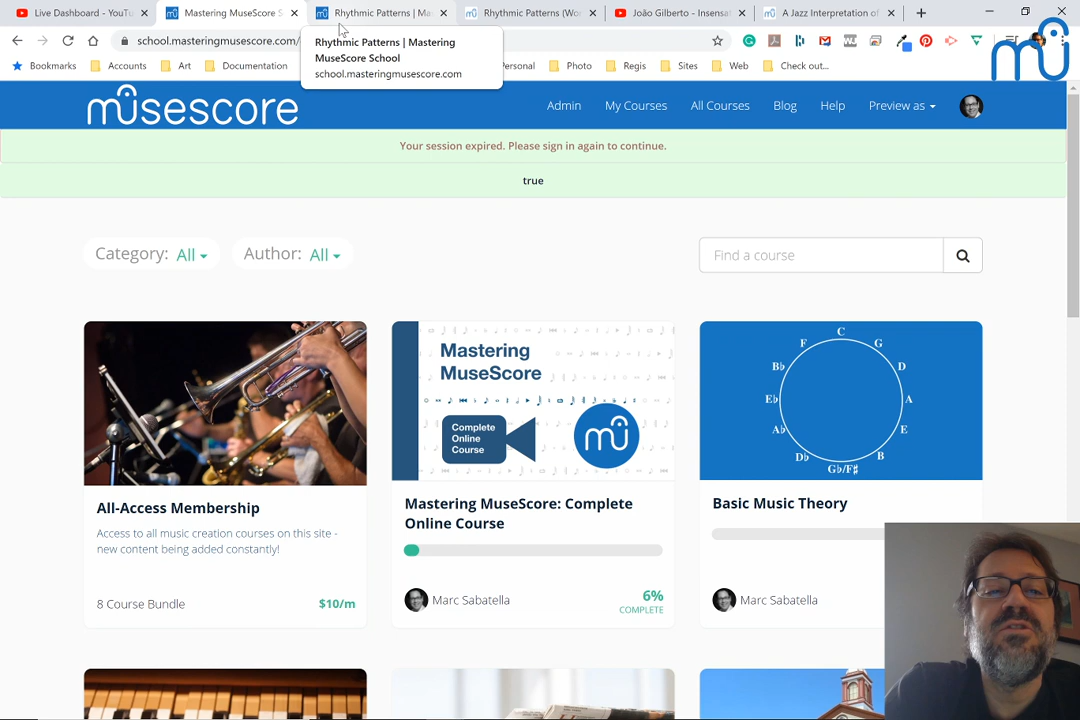 Live Dashboard - YouTu
Mastering MuseScore S
Rhythmic Patterns | Mas
Rhythmic Patterns (Wor
João Gilberto - Insensat
A Jazz Interpretation of
school.masteringmusescore.com/
Rhythmic Patterns | Mastering
MuseScore School
school.masteringmusescore.com
Bookmarks
Accounts
Art
Documentation
Personal
Photo
Regis
Sites
Web
Check out...
mu
musescore
Admin
My Courses
All Courses
Blog
Help
Preview as
Your session expired. Please sign in again to continue.
true
Category: All
Author: All
Find a course
All-Access Membership
Access to all music creation courses on this site -
new content being added constantly!
8 Course Bundle
$10/m
Mastering
MuseScore
Complete
Online
Course
mu
Mastering MuseScore: Complete
Online Course
Marc Sabatella
6%
COMPLETE
C
F
G
Bb
D
Eb
A
Ab
E
Db
B
Gb/F#
Basic Music Theory
Marc Sabatella